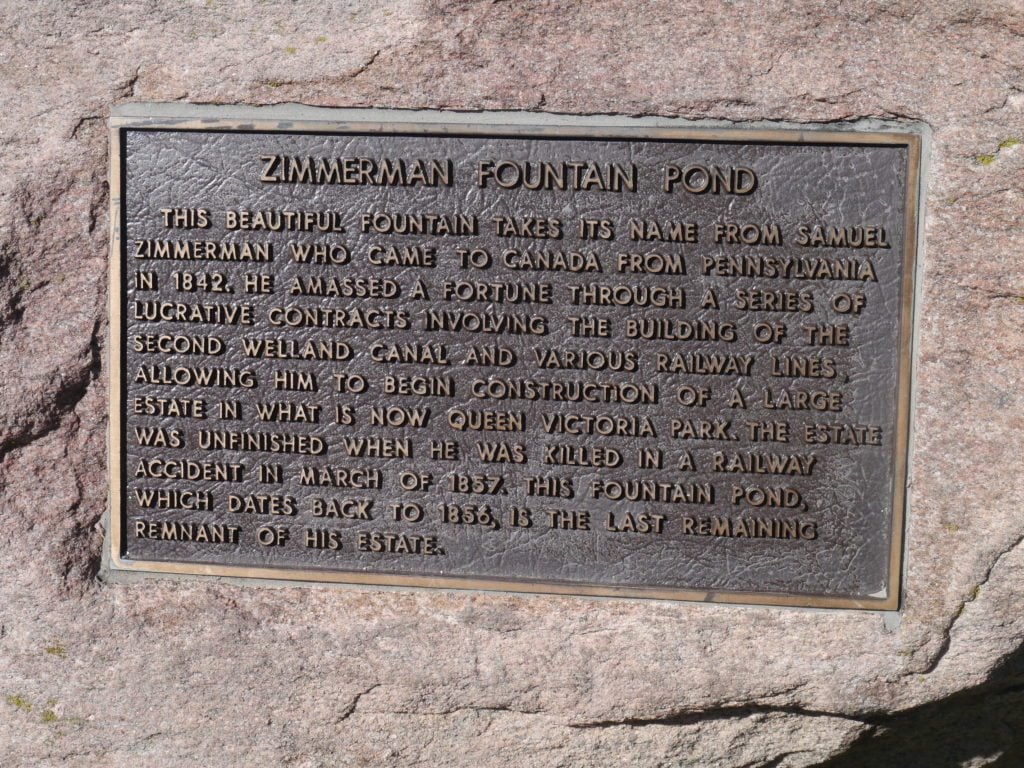 ZIMMERMAN FOUNTAIN POND
THIS BEAUTIFUL FOUNTAIN TAKES ITS NAME FROM SAMUEL
ZIMMERMAN WHO CAME TO CANADA FROM PENNSYLVANIA
IN 1842. HE AMASSED A FORTUNE THROUGH A SERIES OF
LUCRATIVE CONTRACTS INVOLVING THE BUILDING OF THE
SECOND WELLAND CANAL AND VARIOUS RAILWAY LINES,
ALLOWING HIM TO BEGIN CONSTRUCTION OF A LARGE
ESTATE IN WHAT IS NOW QUEEN VICTORIA PARK. THE ESTATE
WAS UNFINISHED WHEN HE WAS KILLED IN A RAILWAY
ACCIDENT IN MARCH OF 1857. THIS FOUNTAIN POND,
WHICH DATES BACK TO 1856, IS THE LAST REMAINING
REMNANT OF HIS ESTATE.